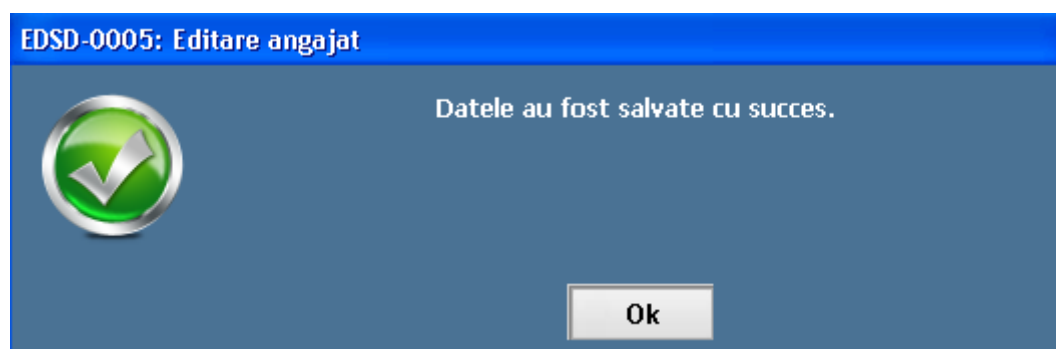 EDSD-0005: Editare angajat
Datele au fost salvate cu succes.
Ok